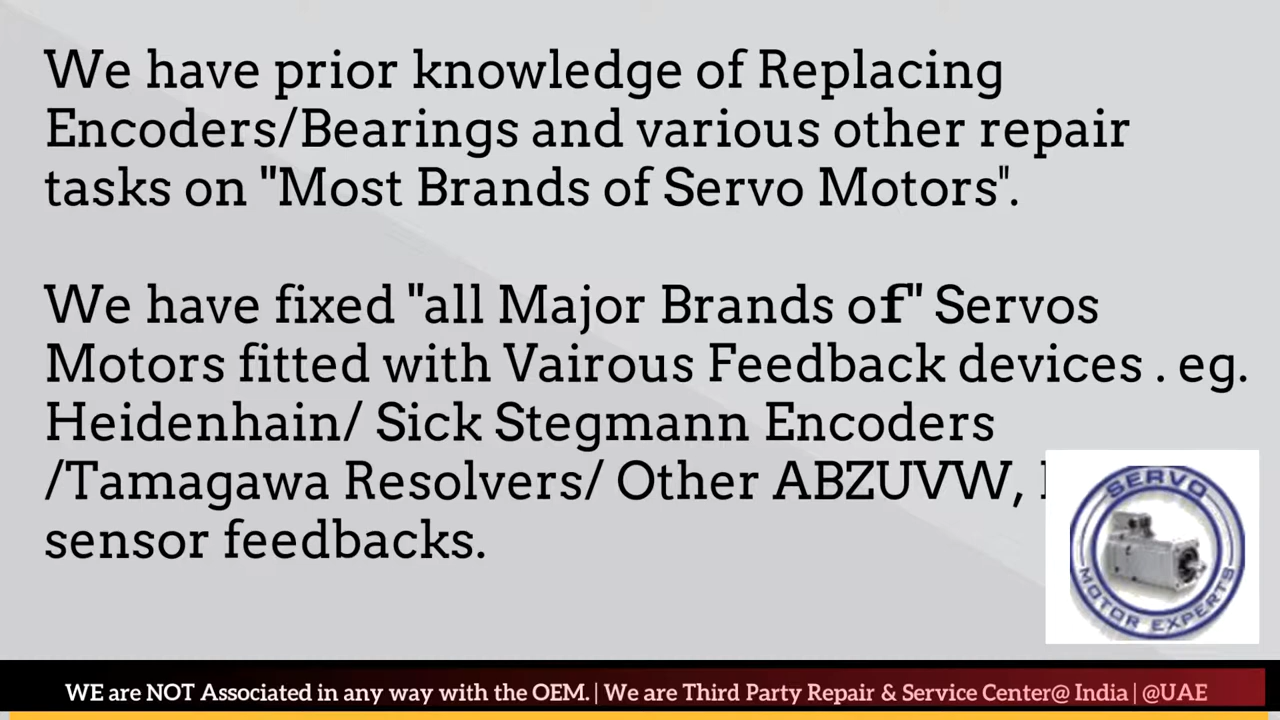 We have prior knowledge of Replacing
Encoders/Bearings and various other repair
tasks on "Most Brands of Servo Motors".
We have fixed "all Major Brands of" Servos
Motors fitted with Vairous Feedback devices . eg.
Heidenhain/ Sick Stegmann Encoders
/Tamagawa Resolvers/ Other ABZUVW,
sensor feedbacks.
SERVO
MOTOR EXPERTS
WE are NOT Associated in any way with the OEM. | We are Third Party Repair & Service Center@ India | @UAE